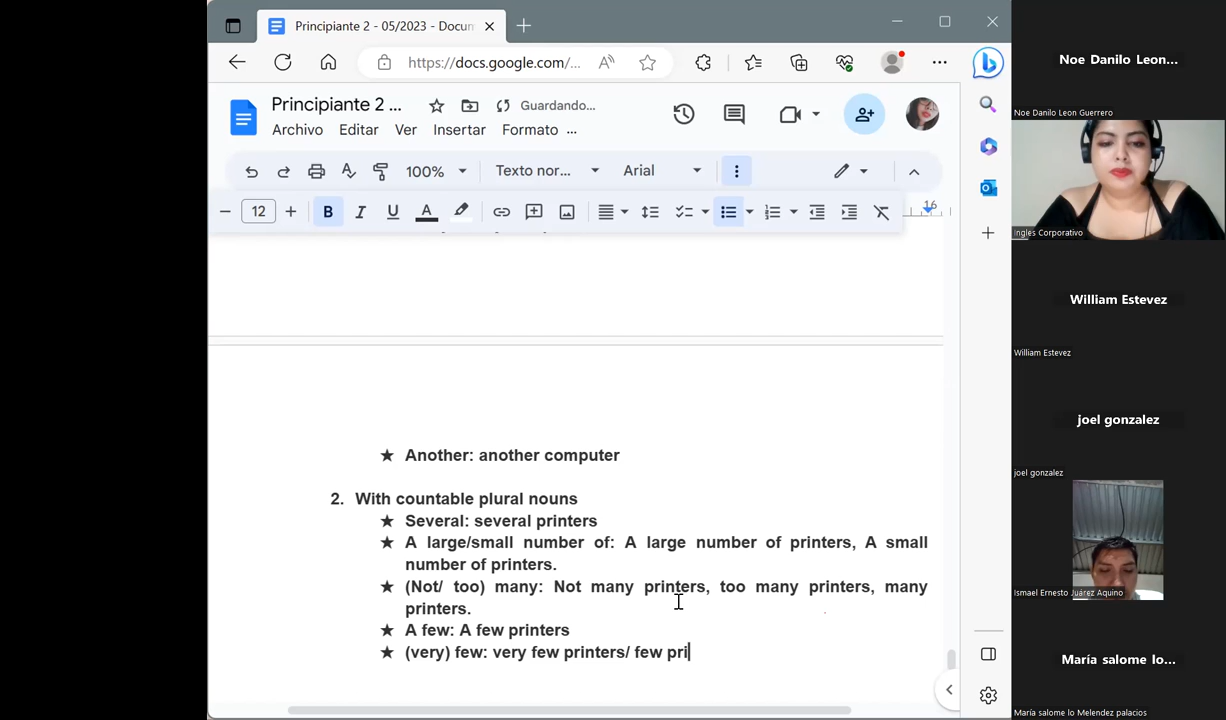 Principiante 2 - 05/2023 - Docum
https://docs.google.com/...
Principiante 2 ...
Guardando...
Archivo Editar Ver Insertar Formato ...
100% Texto nor... Arial
12
16
★ Another: another computer
2. With countable plural nouns
★ Several: several printers
★ A large/small number of: A large number of printers, A small
number of printers.
★ (Not/ too) many: Not many printers, too many printers, many
printers.
★ A few: A few printers
★ (very) few: very few printers/ few pri
Noe Danilo Leon...
Noe Danilo Leon Guerrero
Ingles Corporativo
William Estevez
William Estevez
joel gonzalez
joel gonzalez
Ismael Ernesto Juárez Aquino
María salome lo...
María salome lo Melendez palacios